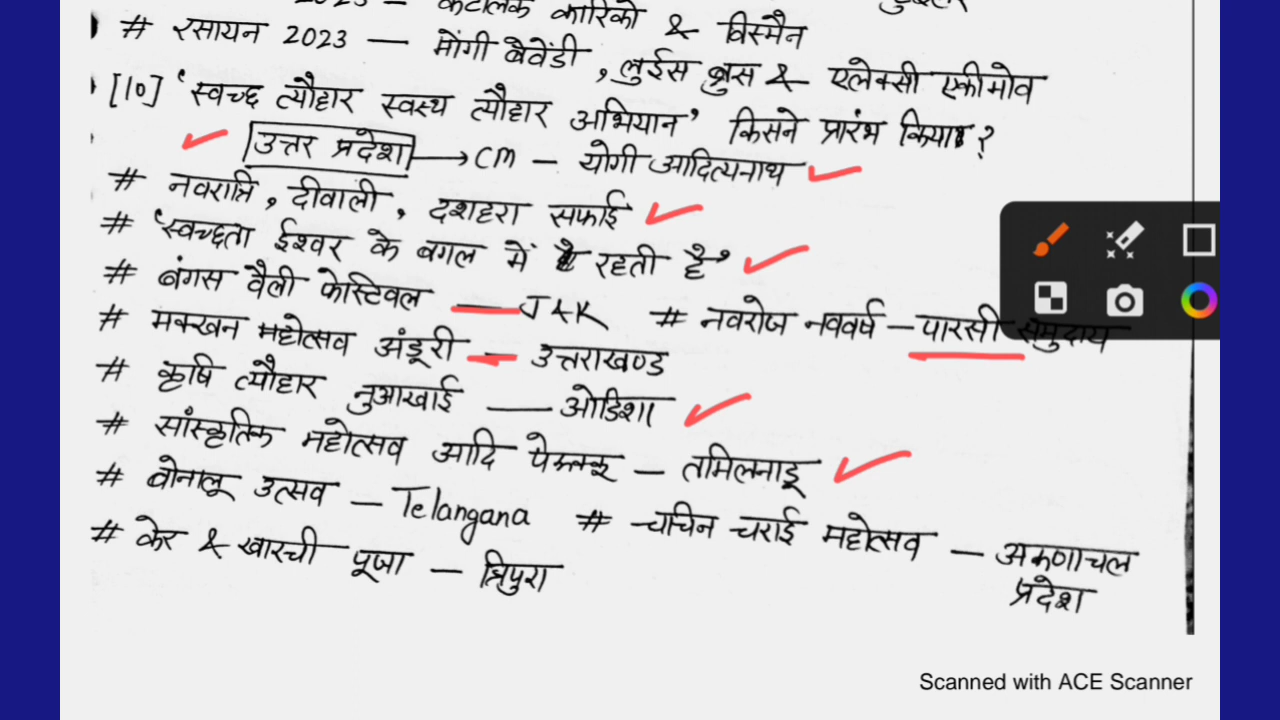 2023 – कैटलिक कारिको & विस्मैन
# रसायन 2023 — मोंगी बेवेंडी, लुईस ब्रुस & एलेक्सी एकीमोव
[10] 'स्वच्छ त्यौहार स्वस्थ त्यौहार अभियान' किसने प्रारंभ किया?
उत्तर प्रदेश → CM – योगी आदित्यनाथ
# नवरात्रि, दीवाली, दशहरा सफाई
# 'स्वच्छता ईश्वर के बगल में रहती है'
# बंगस वैली फेस्टिवल — J&K # नवरोज नववर्ष – पारसी समुदाय
# मक्खन महोत्सव अंडूरी – उत्तराखण्ड
# कृषि त्यौहार नुआखाई — ओडिशा
# सांस्कृतिक महोत्सव आदि पेरुक्कू – तमिलनाडू
# बोनालू उत्सव – Telangana # चाचिन चराई महोत्सव – अरुणाचल प्रदेश
# केर & खारची पूजा – त्रिपुरा
Scanned with ACE Scanner